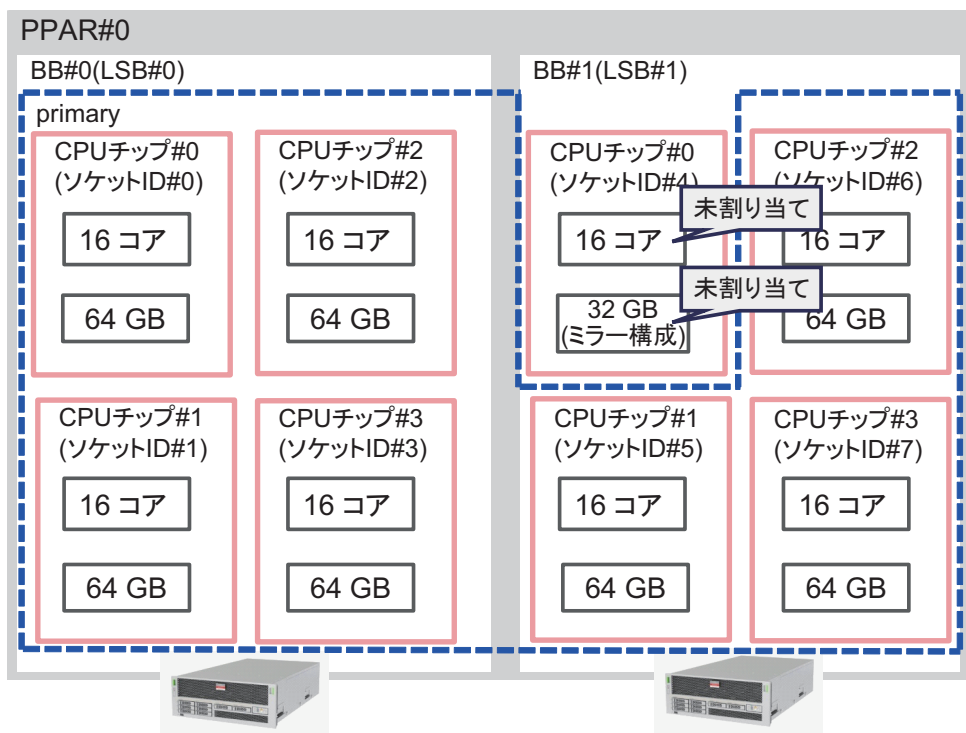 PPAR#0
BB#0(LSB#0)
primary
CPUチップ#0
(ソケットID#0)
16 コア
64 GB
CPUチップ#2
(ソケットID#2)
16 コア
64 GB
CPUチップ#1
(ソケットID#1)
16 コア
64 GB
CPUチップ#3
(ソケットID#3)
16 コア
64 GB
BB#1(LSB#1)
CPUチップ#0
(ソケットID#4)
未割り当て
16 コア
未割り当て
32 GB
(ミラー構成)
CPUチップ#2
(ソケットID#6)
16 コア
64 GB
CPUチップ#1
(ソケットID#5)
16 コア
64 GB
CPUチップ#3
(ソケットID#7)
16 コア
64 GB